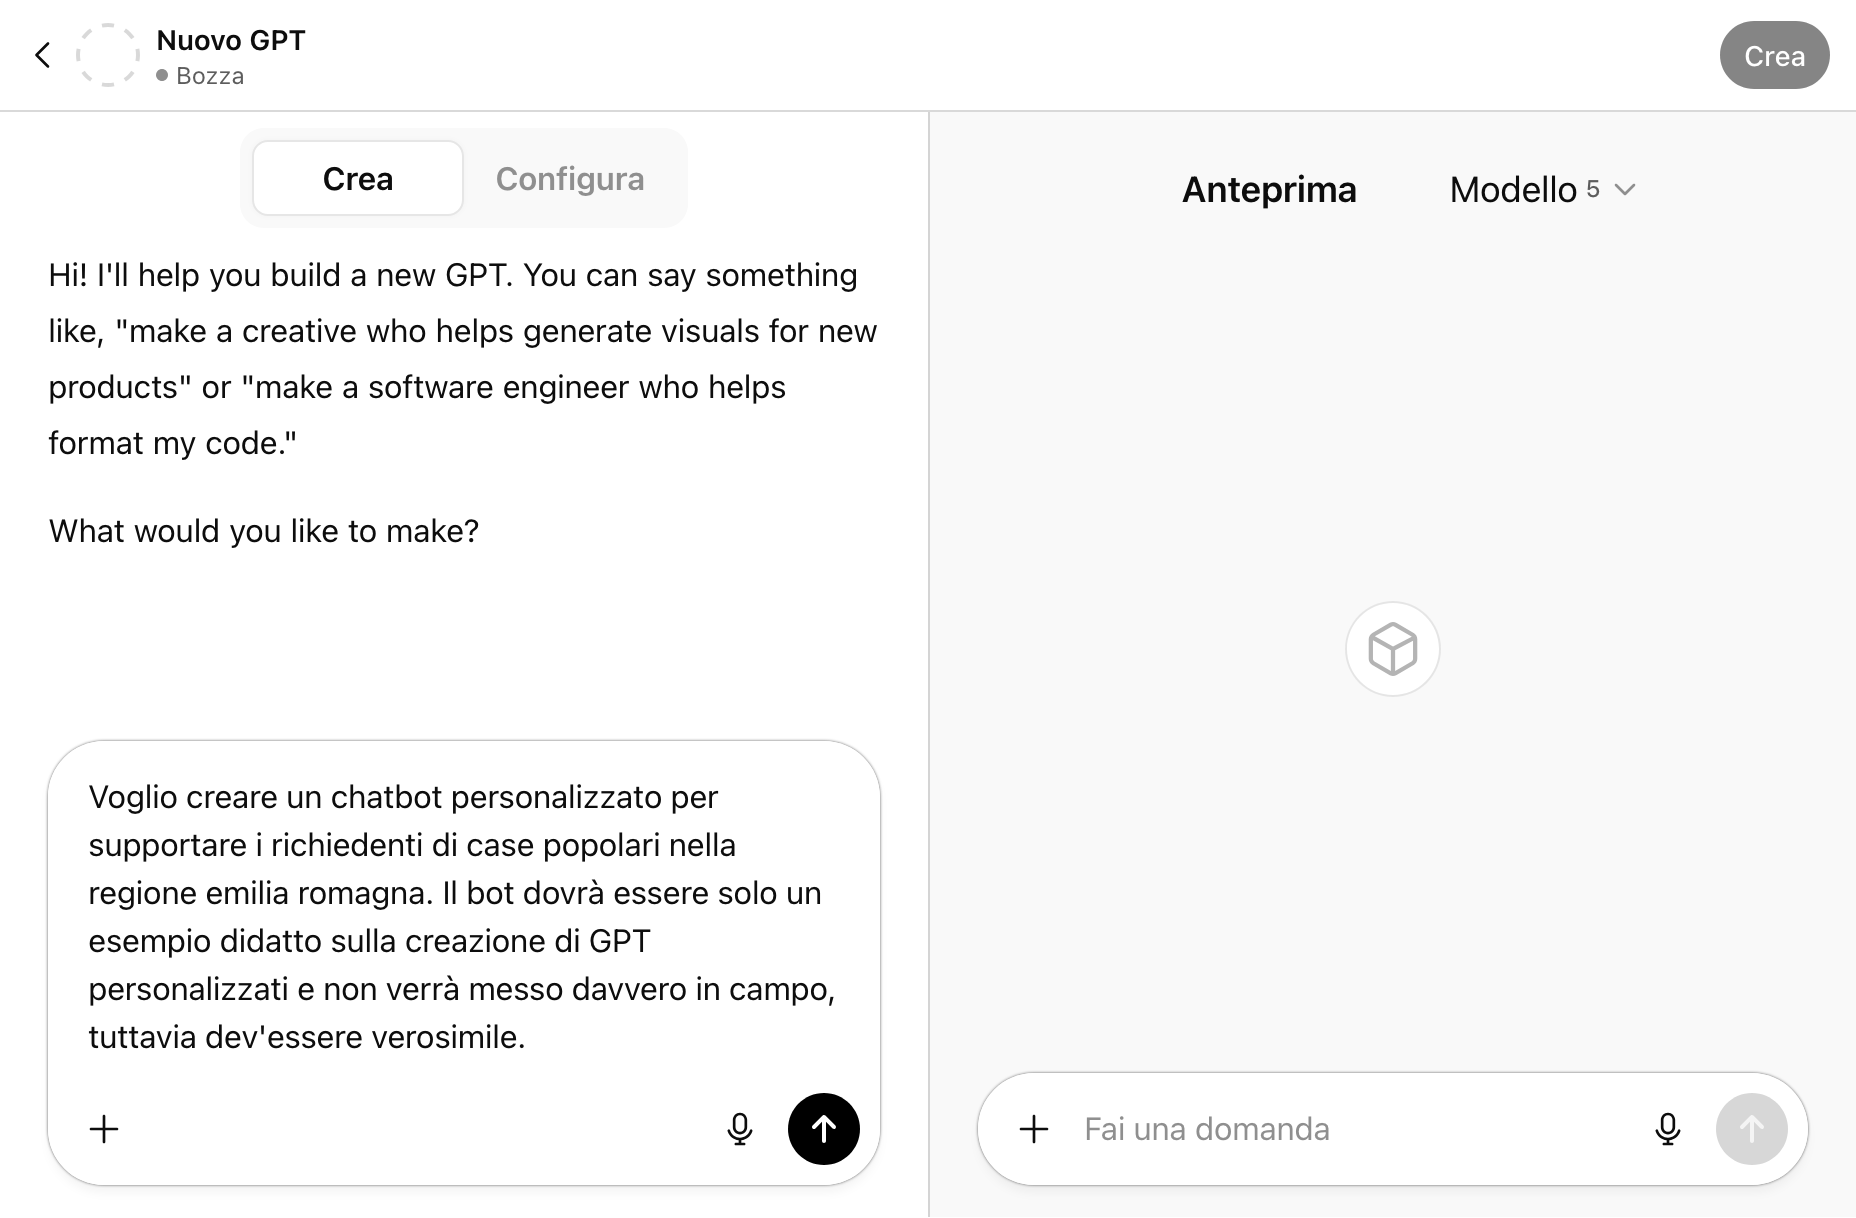 Nuovo GPT
Bozza
Crea
Crea
Configura
Hi! I'll help you build a new GPT. You can say something
like, "make a creative who helps generate visuals for new
products" or "make a software engineer who helps
format my code."
What would you like to make?
Voglio creare un chatbot personalizzato per
supportare i richiedenti di case popolari nella
regione emilia romagna. Il bot dovrà essere solo un
esempio didatto sulla creazione di GPT
personalizzati e non verrà messo davvero in campo,
tuttavia dev'essere verosimile.
Anteprima
Modello 5
Fai una domanda